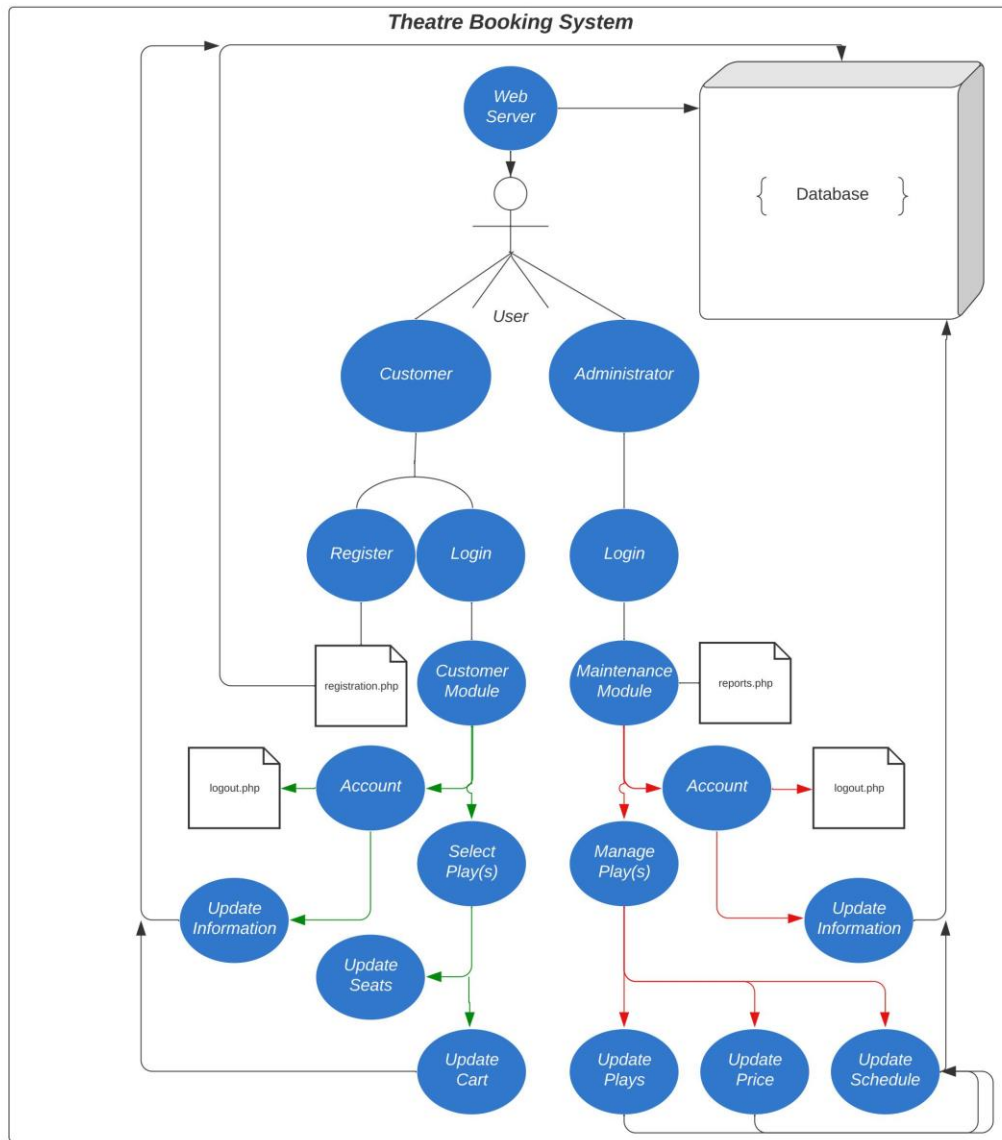 Theatre Booking System
Web
Server
{ Database }
User
Customer
Administrator
Register
Login
Login
registration.php
Customer
Module
Maintenance
Module
reports.php
logout.php
Account
Account
logout.php
Select
Play(s)
Manage
Play(s)
Update
Information
Update
Information
Update
Seats
Update
Cart
Update
Plays
Update
Price
Update
Schedule